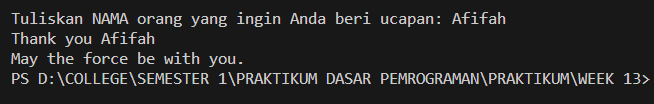 Tuliskan NAMA orang yang ingin Anda beri ucapan: Afifah
Thank you Afifah
May the force be with you.
PS D:\COLLEGE\SEMESTER 1\PRAKTIKUM DASAR PEMROGRAMAN\PRAKTIKUM\WEEK 13>